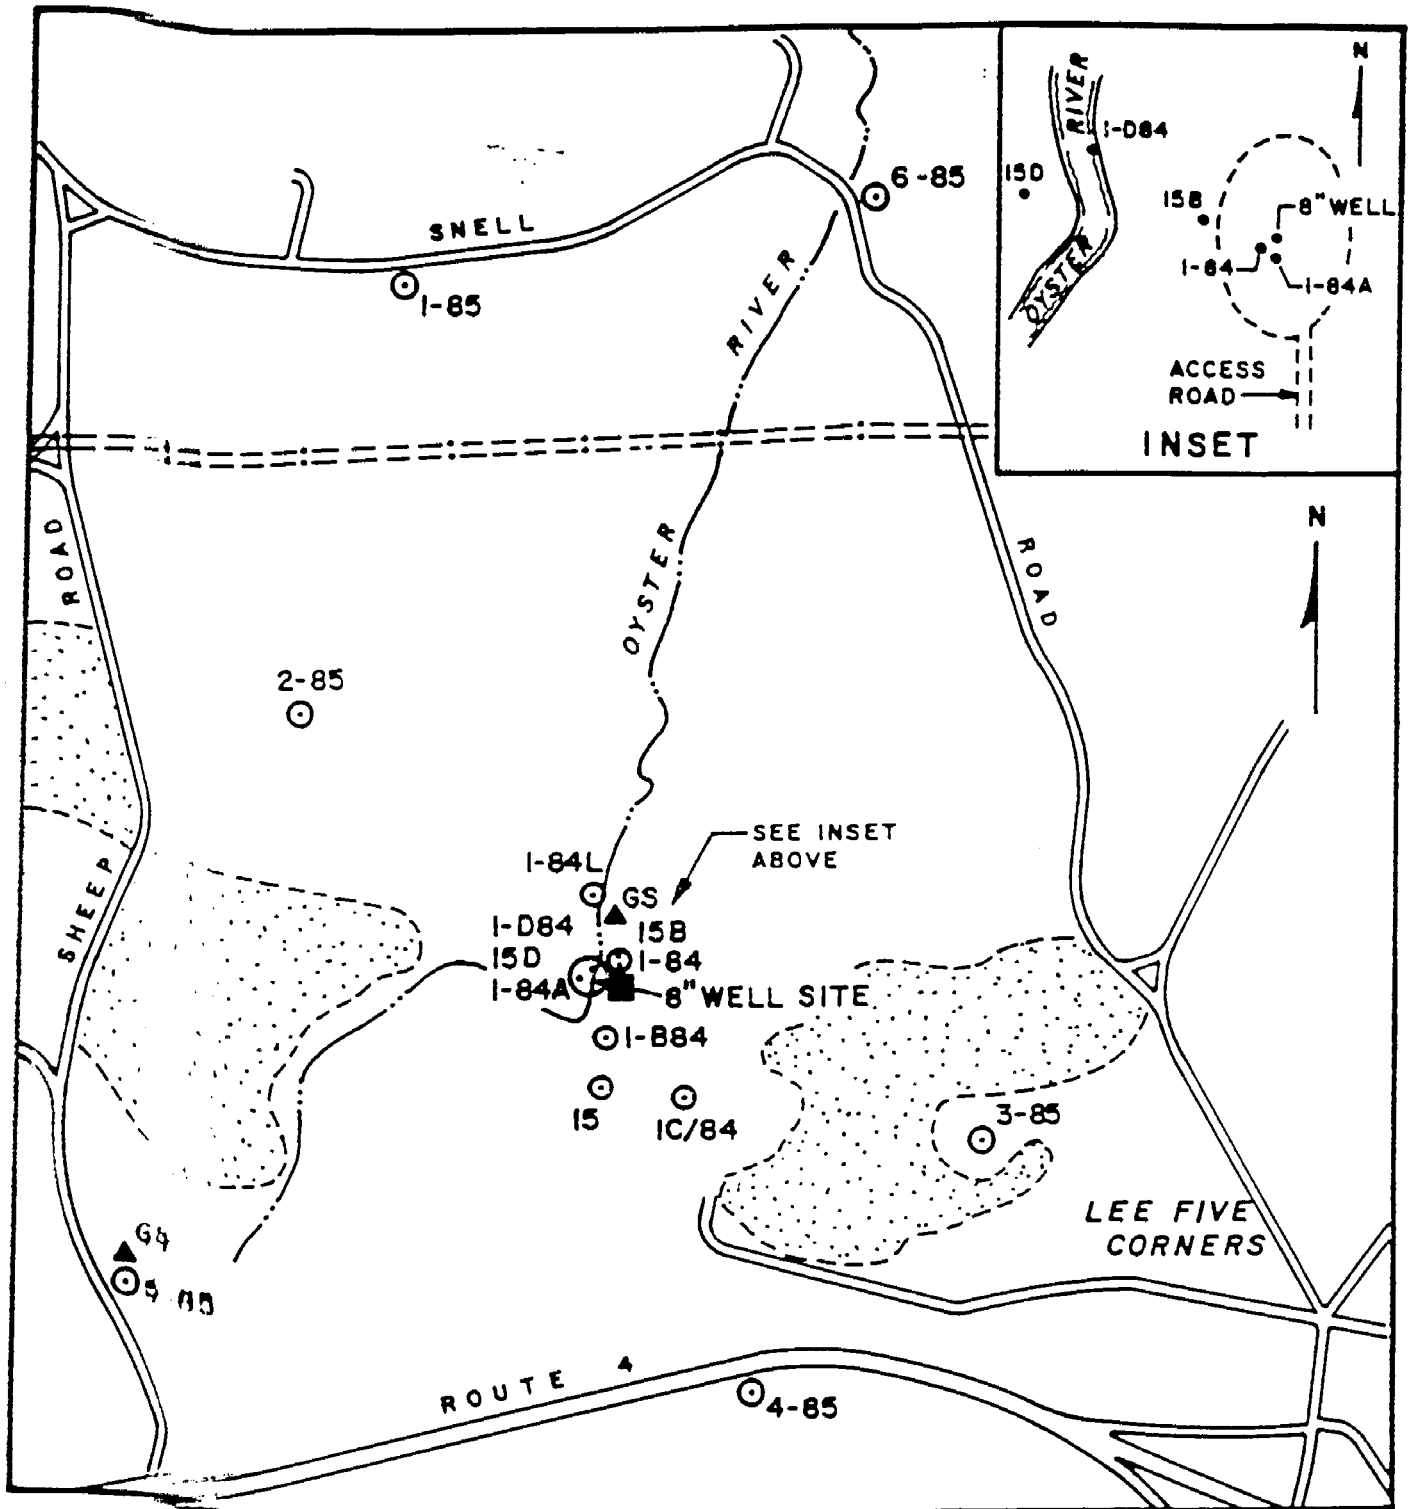 N
RIVER
1-D84
15D
15B
8" WELL
1-84
1-84A
OYSTER
ACCESS
ROAD
INSET
6-85
SNELL
1-85
RIVER
N
ROAD
ROAD
OYSTER
2-85
SEE INSET
ABOVE
1-84L
SHEEP
GS
1-D84
15B
15D
1-84
1-84A
8" WELL SITE
1-B84
15
1C/84
3-85
LEE FIVE
CORNERS
G4
ROUTE 4
4-85